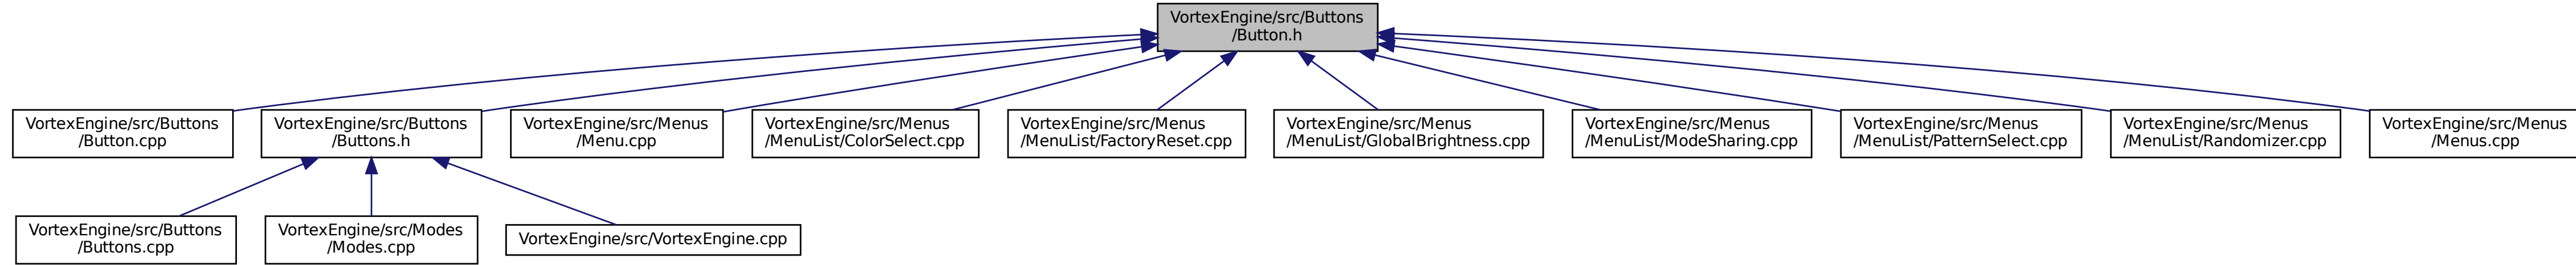 VortexEngine/src/Buttons
/Button.h
VortexEngine/src/Buttons
/Button.cpp
VortexEngine/src/Buttons
/Buttons.h
VortexEngine/src/Menus
/Menu.cpp
VortexEngine/src/Menus
/MenuList/ColorSelect.cpp
VortexEngine/src/Menus
/MenuList/FactoryReset.cpp
VortexEngine/src/Menus
/MenuList/GlobalBrightness.cpp
VortexEngine/src/Menus
/MenuList/ModeSharing.cpp
VortexEngine/src/Menus
/MenuList/PatternSelect.cpp
VortexEngine/src/Menus
/MenuList/Randomizer.cpp
VortexEngine/src/Menus
/Menus.cpp
VortexEngine/src/Buttons
/Buttons.cpp
VortexEngine/src/Modes
/Modes.cpp
VortexEngine/src/VortexEngine.cpp